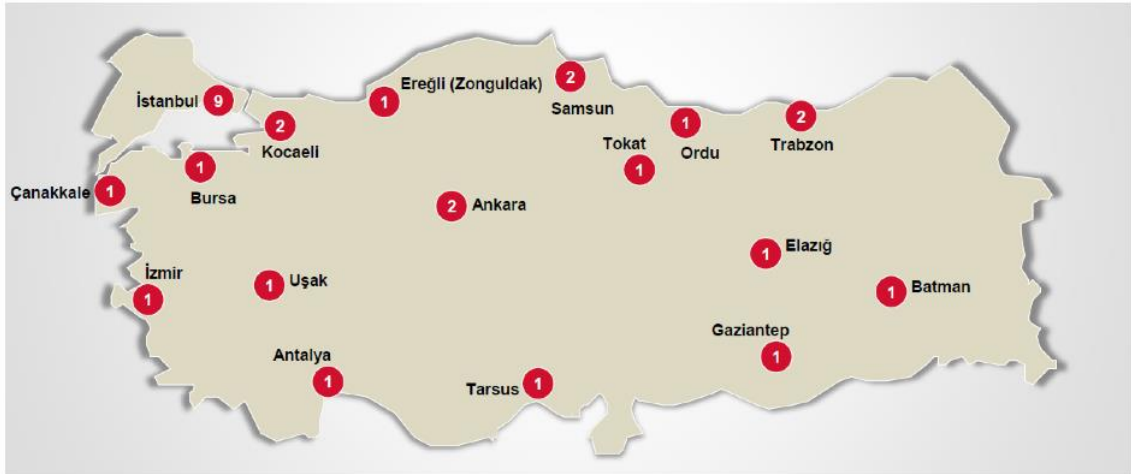 Ereğli (Zonguldak)
1
2
Samsun
İstanbul 9
2
Kocaeli
1
Ordu
2
Trabzon
Tokat
1
1
Bursa
Çanakkale 1
2 Ankara
1 Elazığ
İzmir
1
1 Uşak
1 Batman
Gaziantep
1
Antalya
1
Tarsus 1